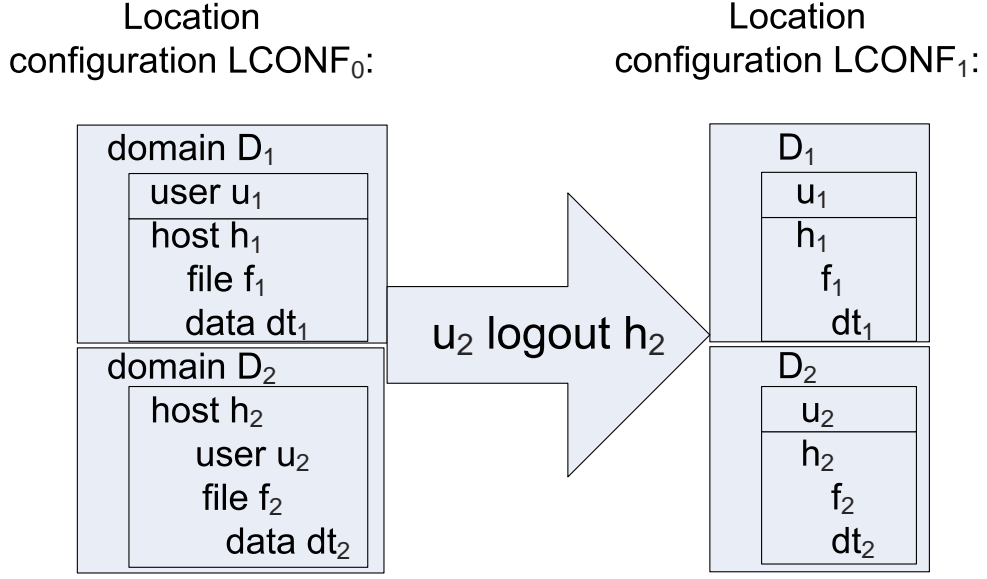 Location
configuration LCONF₀:
domain D₁
user u₁
host h₁
file f₁
data dt₁
domain D₂
host h₂
user u₂
file f₂
data dt₂
u₂ logout h₂
Location
configuration LCONF₁:
D₁
u₁
h₁
f₁
dt₁
D₂
u₂
h₂
f₂
dt₂